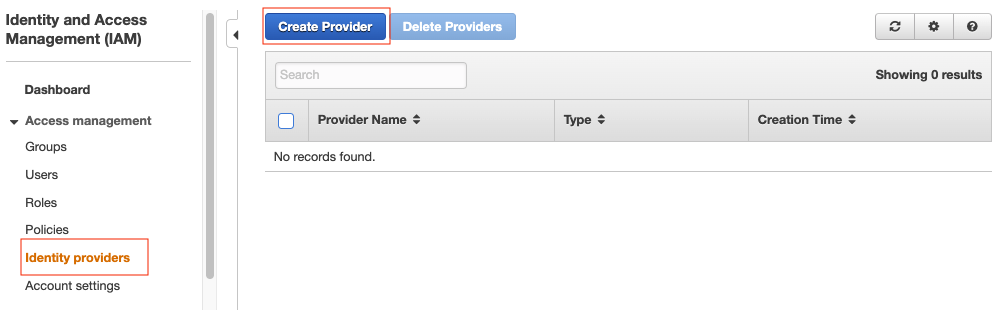 Identity and Access
Management (IAM)
Dashboard
Access management
Groups
Users
Roles
Policies
Identity providers
Account settings
Create Provider
Delete Providers
Search
Showing 0 results
Provider Name
Type
Creation Time
No records found.